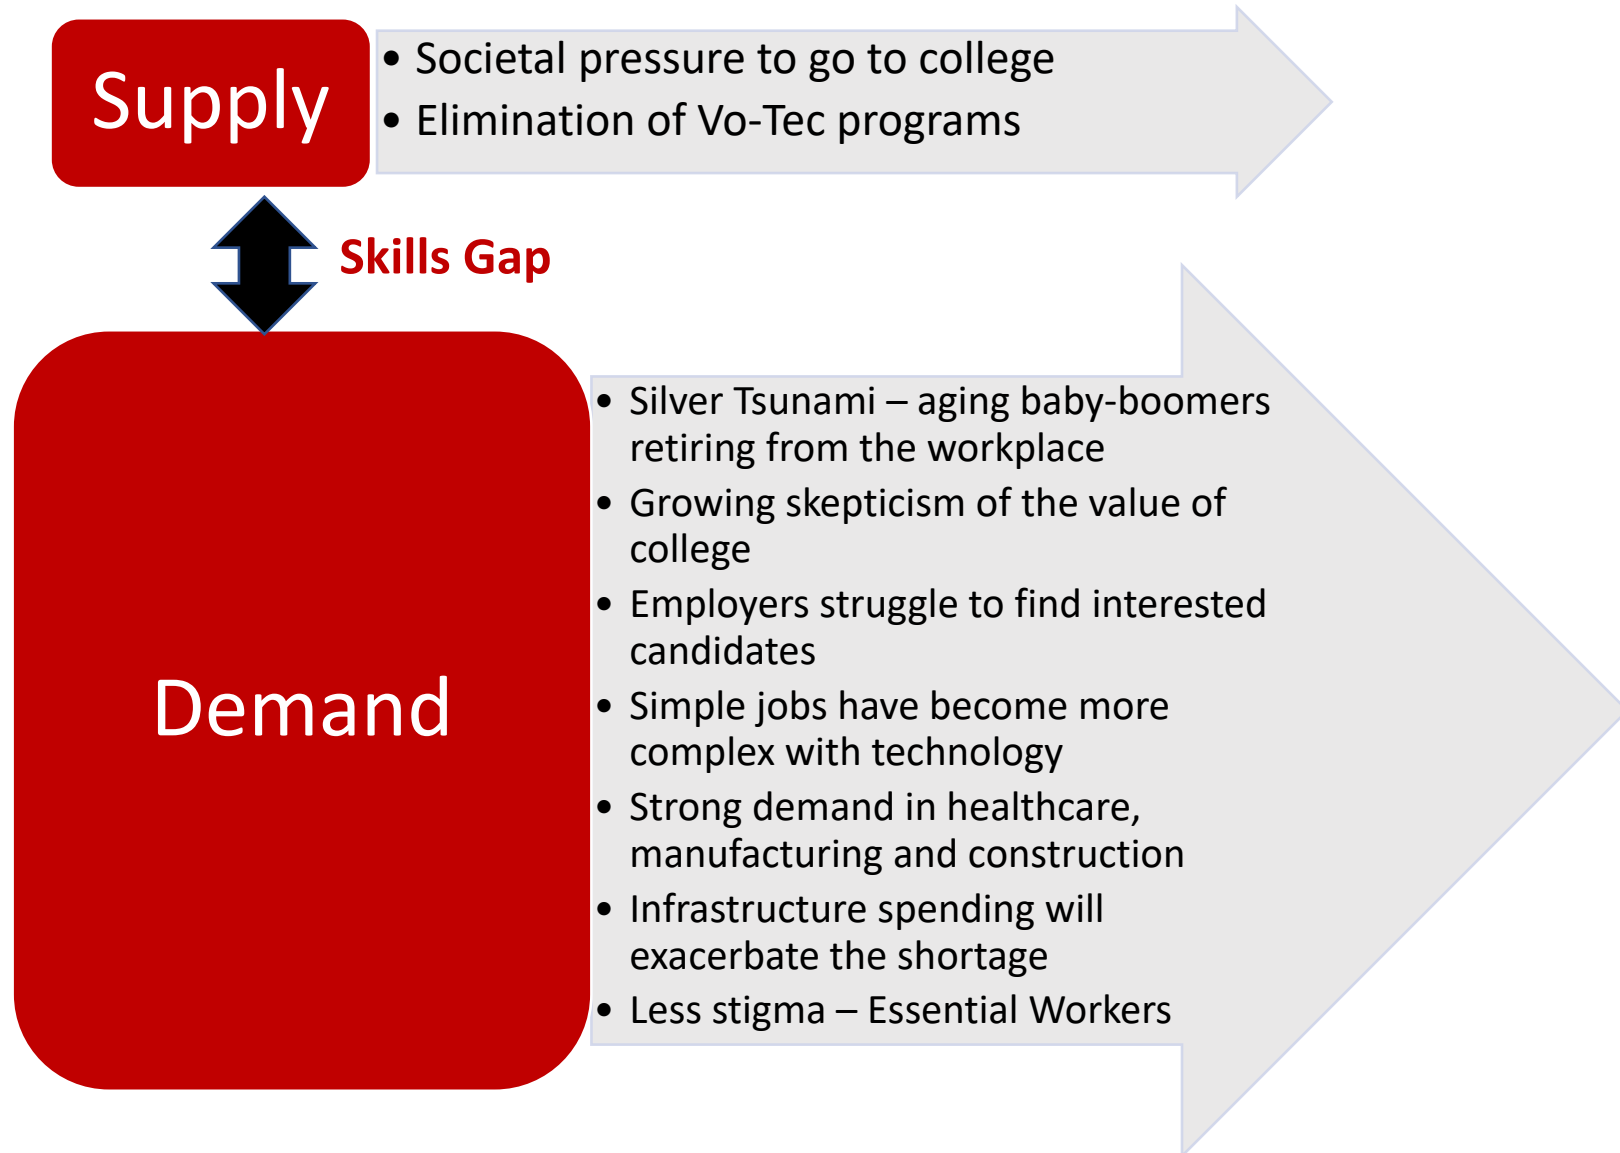 Supply
• Societal pressure to go to college
• Elimination of Vo-Tec programs
Skills Gap
Demand
• Silver Tsunami – aging baby-boomers
retiring from the workplace
• Growing skepticism of the value of
college
• Employers struggle to find interested
candidates
• Simple jobs have become more
complex with technology
• Strong demand in healthcare,
manufacturing and construction
• Infrastructure spending will
exacerbate the shortage
• Less stigma – Essential Workers